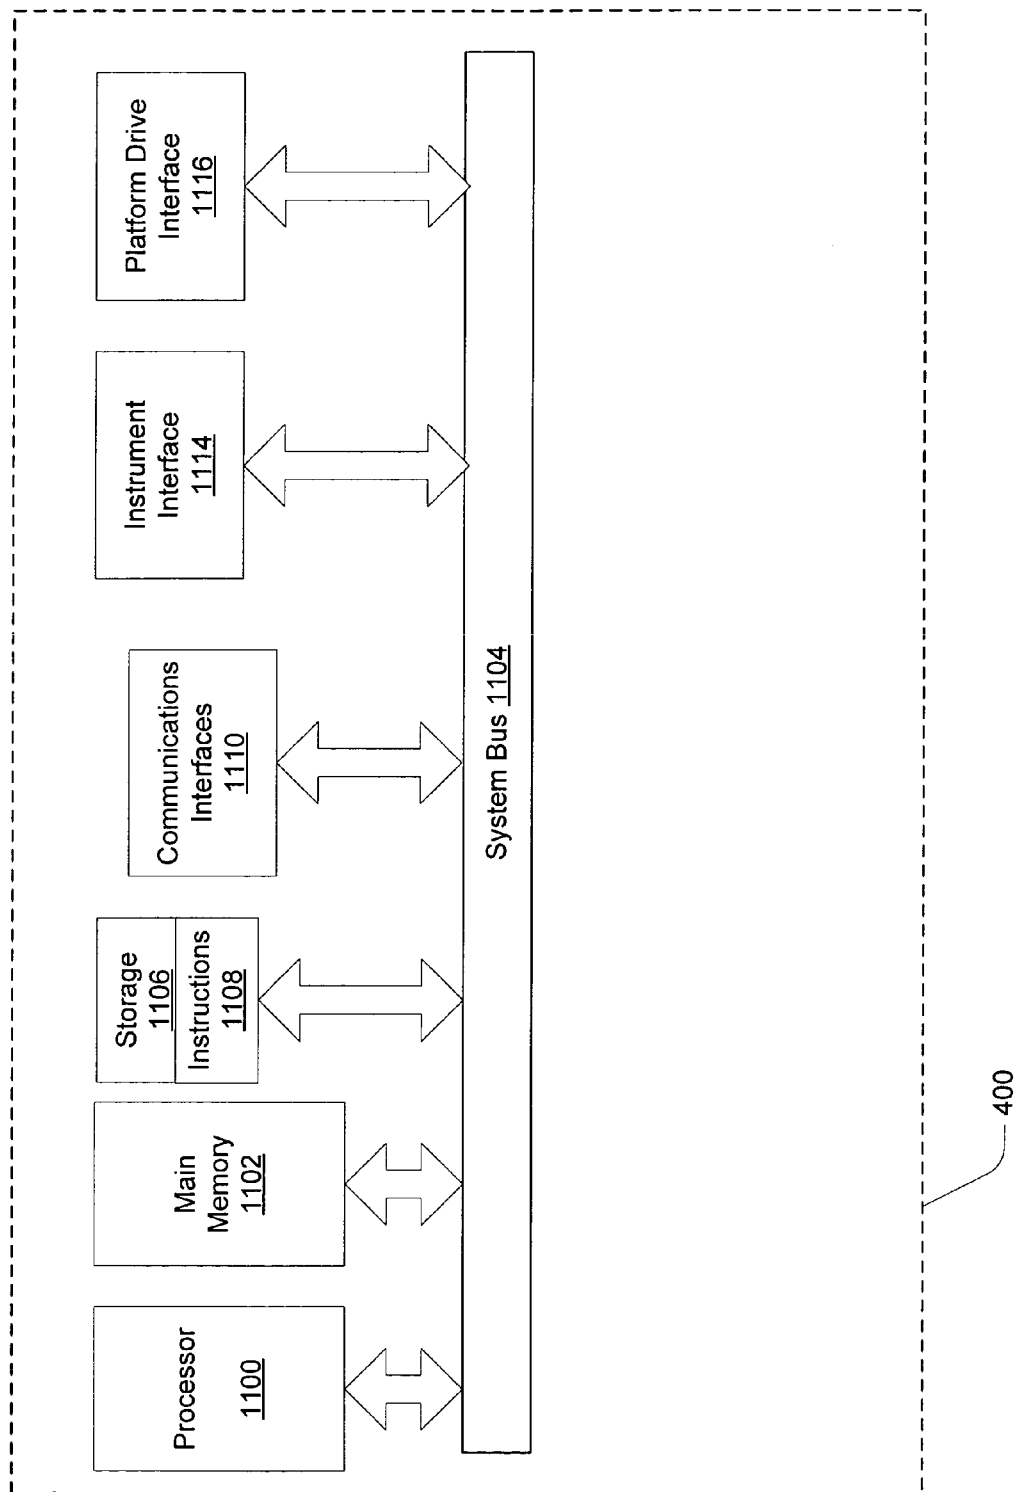 Processor
1100
Main
Memory
1102
Storage
1106
Instructions
1108
Communications
Interfaces
1110
Instrument
Interface
1114
Platform Drive
Interface
1116
System Bus 1104
400